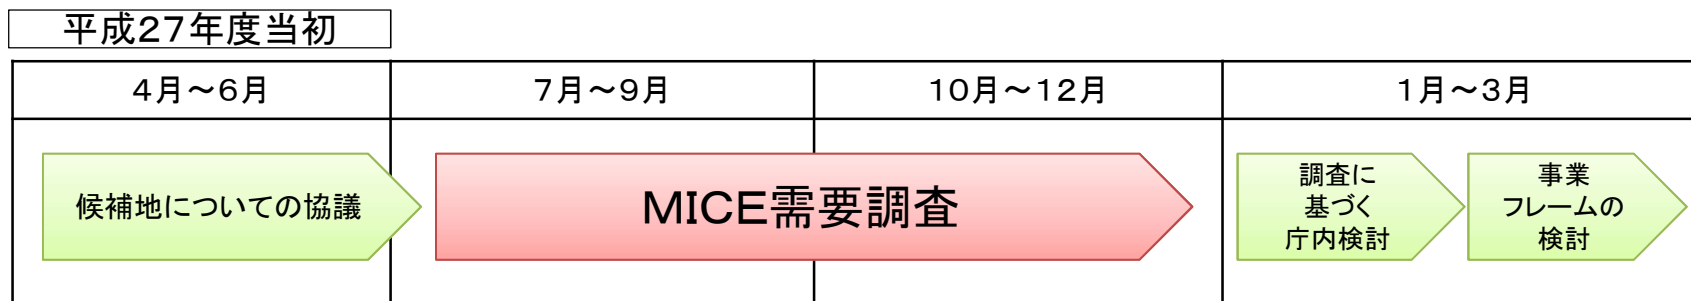 平成２７年度当初
４月～６月
７月～９月
１０月～１２月
１月～３月
候補地についての協議
ＭＩＣＥ需要調査
調査に
基づく
庁内検討
事業
フレームの
検討